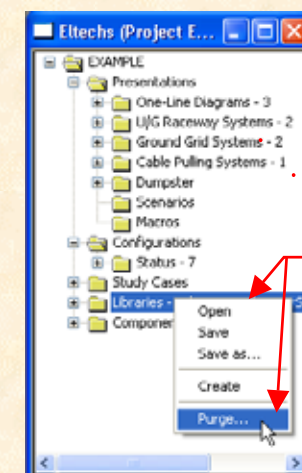 Eltechs (Project E...
EXAMPLE
Presentations
One-Line Diagrams - 3
U/G Raceway Systems - 2
Ground Grid Systems - 2
Cable Pulling Systems - 1
Dumpster
Scenarios
Macros
Configurations
Status - 7
Study Cases
Libraries -
Componen
Open
Save
Save as...
Create
Purge...